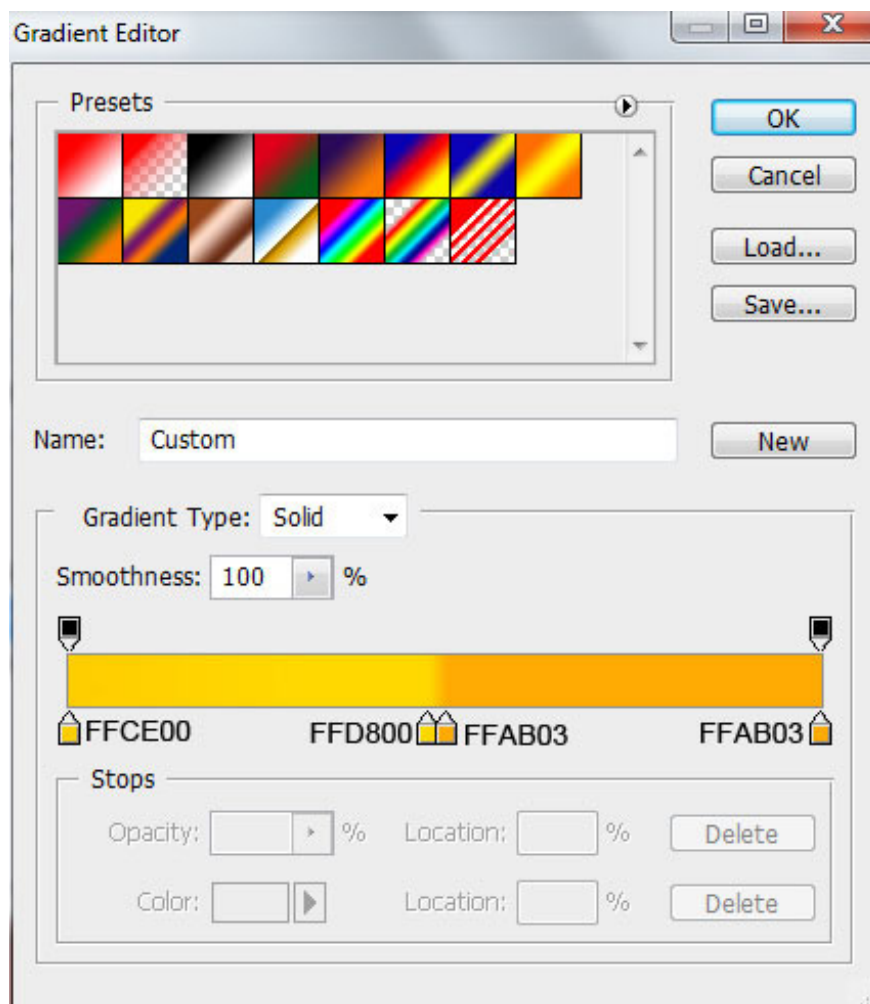 Gradient Editor
Presets
OK
Cancel
Load...
Save...
Name: Custom
New
Gradient Type: Solid
Smoothness: 100 %
FFCE00 FFD800 FFAB03 FFAB03
Stops
Opacity: % Location: % Delete
Color: Location: % Delete